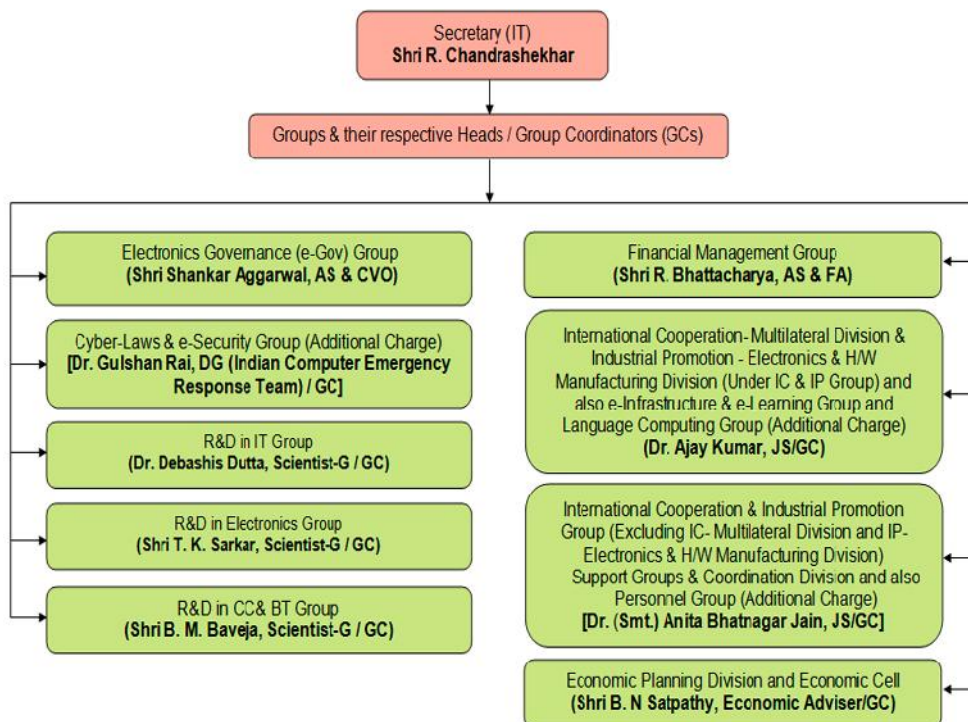 Secretary (IT)
Shri R. Chandrashekhar
Groups & their respective Heads / Group Coordinators (GCs)
Electronics Governance (e-Gov) Group
(Shri Shankar Aggarwal, AS & CVO)
Cyber-Laws & e-Security Group (Additional Charge)
[Dr. Gulshan Rai, DG (Indian Computer Emergency
Response Team) / GC]
R&D in IT Group
(Dr. Debashis Dutta, Scientist-G / GC)
R&D in Electronics Group
(Shri T. K. Sarkar, Scientist-G / GC)
R&D in CC& BT Group
(Shri B. M. Baveja, Scientist-G / GC)
Financial Management Group
(Shri R. Bhattacharya, AS & FA)
International Cooperation- Multilateral Division &
Industrial Promotion - Electronics & H/W
Manufacturing Division (Under IC & IP Group) and
also e-Infrastructure & e-Learning Group and
Language Computing Group (Additional Charge)
(Dr. Ajay Kumar, JS/GC)
International Cooperation & Industrial Promotion
Group (Excluding IC- Multilateral Division and IP-
Electronics & H/W Manufacturing Division)
Support Groups & Coordination Division and also
Personnel Group (Additional Charge)
[Dr. (Smt.) Anita Bhatnagar Jain, JS/GC]
Economic Planning Division and Economic Cell
(Shri B. N Satpathy, Economic Adviser/GC)